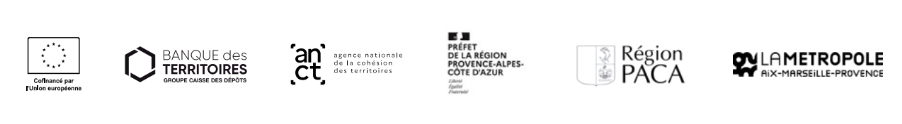 Cofinancé par
l'Union européenne
BANQUE des
TERRITOIRES
GROUPE CAISSE DES DÉPÔTS
an
ct
agence nationale
de la cohésion
des territoires
PRÉFET
DE LA RÉGION
PROVENCE-ALPES-
CÔTE D'AZUR
Liberté
Égalité
Fraternité
Région
PACA
LAMETROPOLE
AIX-MARSEILLE-PROVENCE